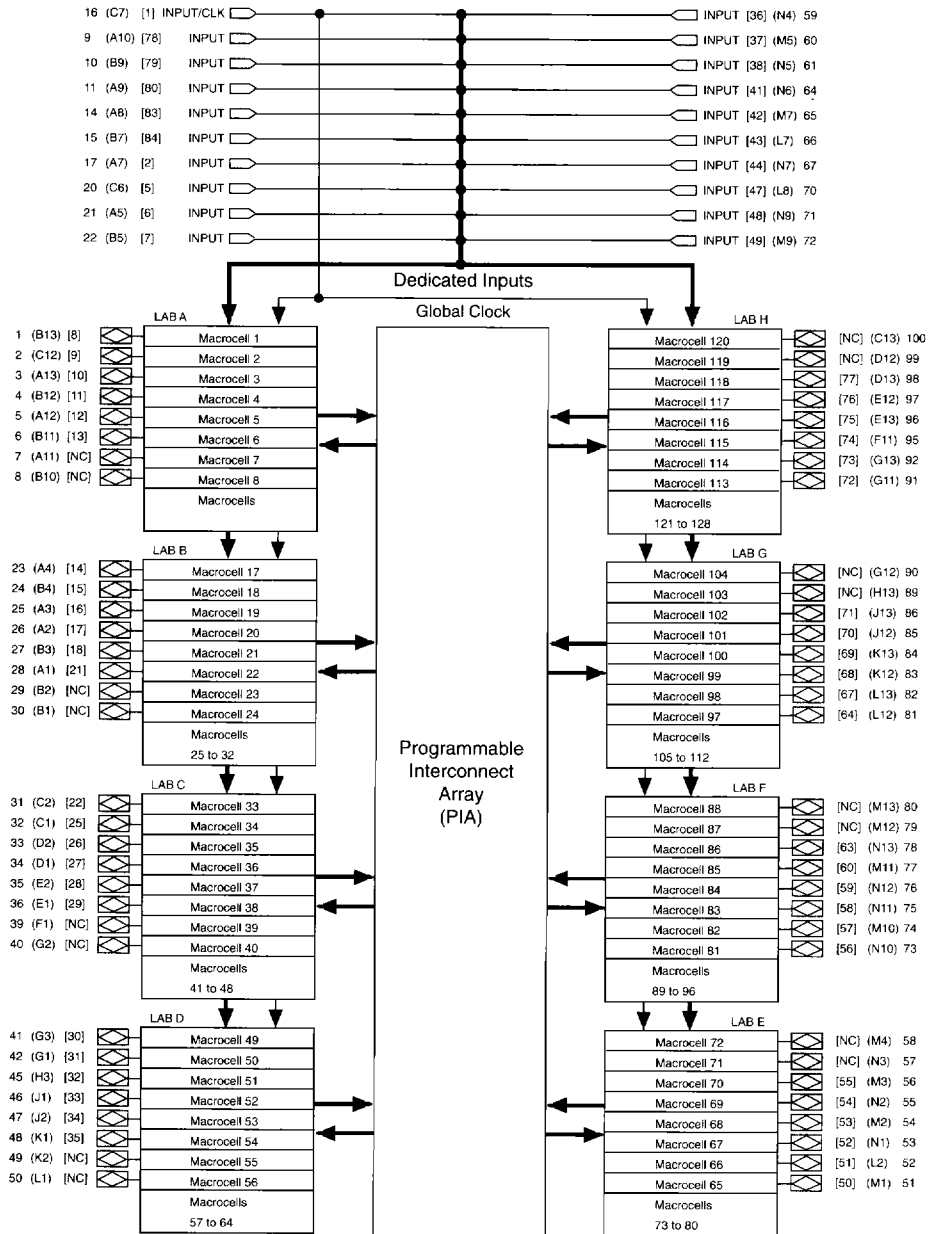 16 (C7) [1] INPUT/CLK INPUT [36] (N4) 59
9 (A10) [78] INPUT INPUT [37] (M5) 60
10 (B9) [79] INPUT INPUT [38] (N5) 61
11 (A9) [80] INPUT INPUT [41] (N6) 64
14 (A8) [83] INPUT INPUT [42] (M7) 65
15 (B7) [84] INPUT INPUT [43] (L7) 66
17 (A7) [2] INPUT INPUT [44] (N7) 67
20 (C6) [5] INPUT INPUT [47] (L8) 70
21 (A5) [6] INPUT INPUT [48] (N9) 71
22 (B5) [7] INPUT INPUT [49] (M9) 72
Dedicated Inputs
Global Clock
LAB A
1 (B13) [8] Macrocell 1
2 (C12) [9] Macrocell 2
3 (A13) [10] Macrocell 3
4 (B12) [11] Macrocell 4
5 (A12) [12] Macrocell 5
6 (B11) [13] Macrocell 6
7 (A11) [NC] Macrocell 7
8 (B10) [NC] Macrocell 8
Macrocells
LAB B
23 (A4) [14] Macrocell 17
24 (B4) [15] Macrocell 18
25 (A3) [16] Macrocell 19
26 (A2) [17] Macrocell 20
27 (B3) [18] Macrocell 21
28 (A1) [21] Macrocell 22
29 (B2) [NC] Macrocell 23
30 (B1) [NC] Macrocell 24
Macrocells
25 to 32
LAB C
31 (C2) [22] Macrocell 33
32 (C1) [25] Macrocell 34
33 (D2) [26] Macrocell 35
34 (D1) [27] Macrocell 36
35 (E2) [28] Macrocell 37
36 (E1) [29] Macrocell 38
39 (F1) [NC] Macrocell 39
40 (G2) [NC] Macrocell 40
Macrocells
41 to 48
LAB D
41 (G3) [30] Macrocell 49
42 (G1) [31] Macrocell 50
45 (H3) [32] Macrocell 51
46 (J1) [33] Macrocell 52
47 (J2) [34] Macrocell 53
48 (K1) [35] Macrocell 54
49 (K2) [NC] Macrocell 55
50 (L1) [NC] Macrocell 56
Macrocells
57 to 64
Programmable
Interconnect
Array
(PIA)
LAB H
Macrocell 120 [NC] (C13) 100
Macrocell 119 [NC] (D12) 99
Macrocell 118 [77] (D13) 98
Macrocell 117 [76] (E12) 97
Macrocell 116 [75] (E13) 96
Macrocell 115 [74] (F11) 95
Macrocell 114 [73] (G13) 92
Macrocell 113 [72] (G11) 91
Macrocells
121 to 128
LAB G
Macrocell 104 [NC] (G12) 90
Macrocell 103 [NC] (H13) 89
Macrocell 102 [71] (J13) 86
Macrocell 101 [70] (J12) 85
Macrocell 100 [69] (K13) 84
Macrocell 99 [68] (K12) 83
Macrocell 98 [67] (L13) 82
Macrocell 97 [64] (L12) 81
Macrocells
105 to 112
LAB F
Macrocell 88 [NC] (M13) 80
Macrocell 87 [NC] (M12) 79
Macrocell 86 [63] (N13) 78
Macrocell 85 [60] (M11) 77
Macrocell 84 [59] (N12) 76
Macrocell 83 [58] (N11) 75
Macrocell 82 [57] (M10) 74
Macrocell 81 [56] (N10) 73
Macrocells
89 to 96
LAB E
Macrocell 72 [NC] (M4) 58
Macrocell 71 [NC] (N3) 57
Macrocell 70 [55] (M3) 56
Macrocell 69 [54] (N2) 55
Macrocell 68 [53] (M2) 54
Macrocell 67 [52] (N1) 53
Macrocell 66 [51] (L2) 52
Macrocell 65 [50] (M1) 51
Macrocells
73 to 80